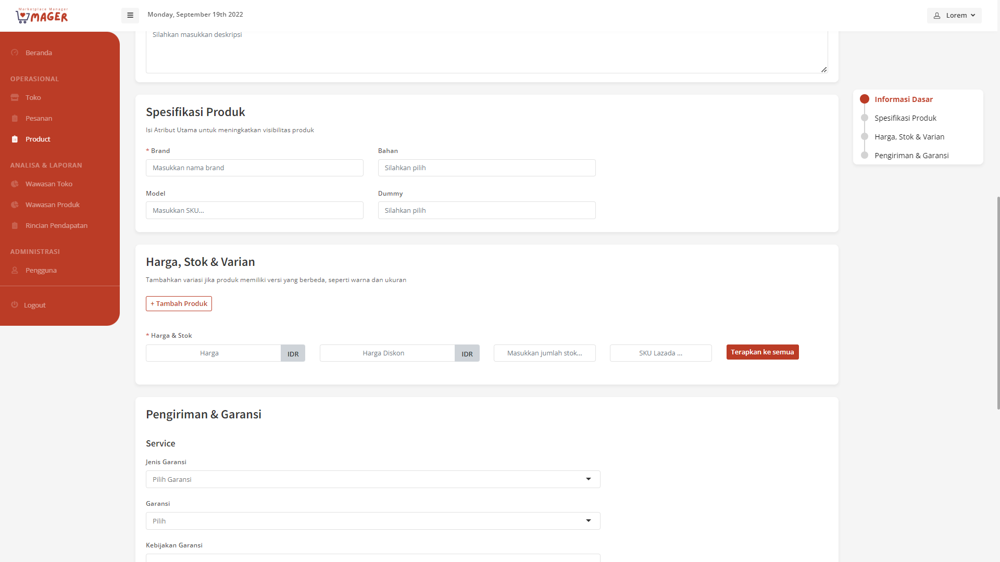 Marketplace Manager
MAGER
Monday, September 19th 2022
Lorem
Beranda
OPERASIONAL
Toko
Pesanan
Product
ANALISA & LAPORAN
Wawasan Toko
Wawasan Produk
Rincian Pendapatan
ADMINISTRASI
Pengguna
Logout
Silahkan masukkan deskripsi
Spesifikasi Produk
Isi Atribut Utama untuk meningkatkan visibilitas produk
* Brand
Bahan
Masukkan nama brand
Silahkan pilih
Model
Dummy
Masukkan SKU...
Silahkan pilih
Harga, Stok & Varian
Tambahkan variasi jika produk memiliki versi yang berbeda, seperti warna dan ukuran
+ Tambah Produk
* Harga & Stok
Harga IDR
Harga Diskon IDR
Masukkan jumlah stok...
SKU Lazada ...
Terapkan ke semua
Pengiriman & Garansi
Service
Jenis Garansi
Pilih Garansi
Garansi
Pilih
Kebijakan Garansi
Informasi Dasar
Spesifikasi Produk
Harga, Stok & Varian
Pengiriman & Garansi